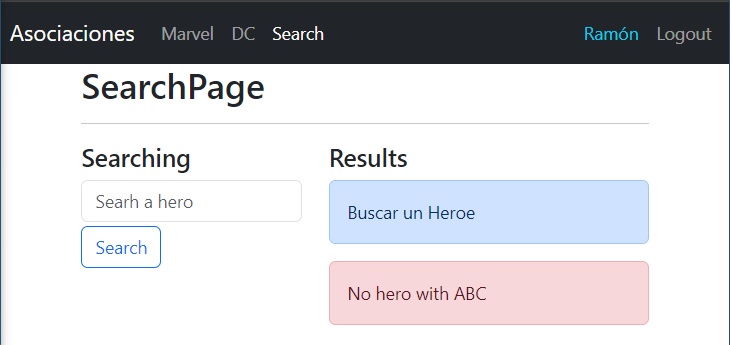 Asociaciones Marvel DC Search Ramón Logout
SearchPage
Searching
Searh a hero
Search
Results
Buscar un Heroe
No hero with ABC